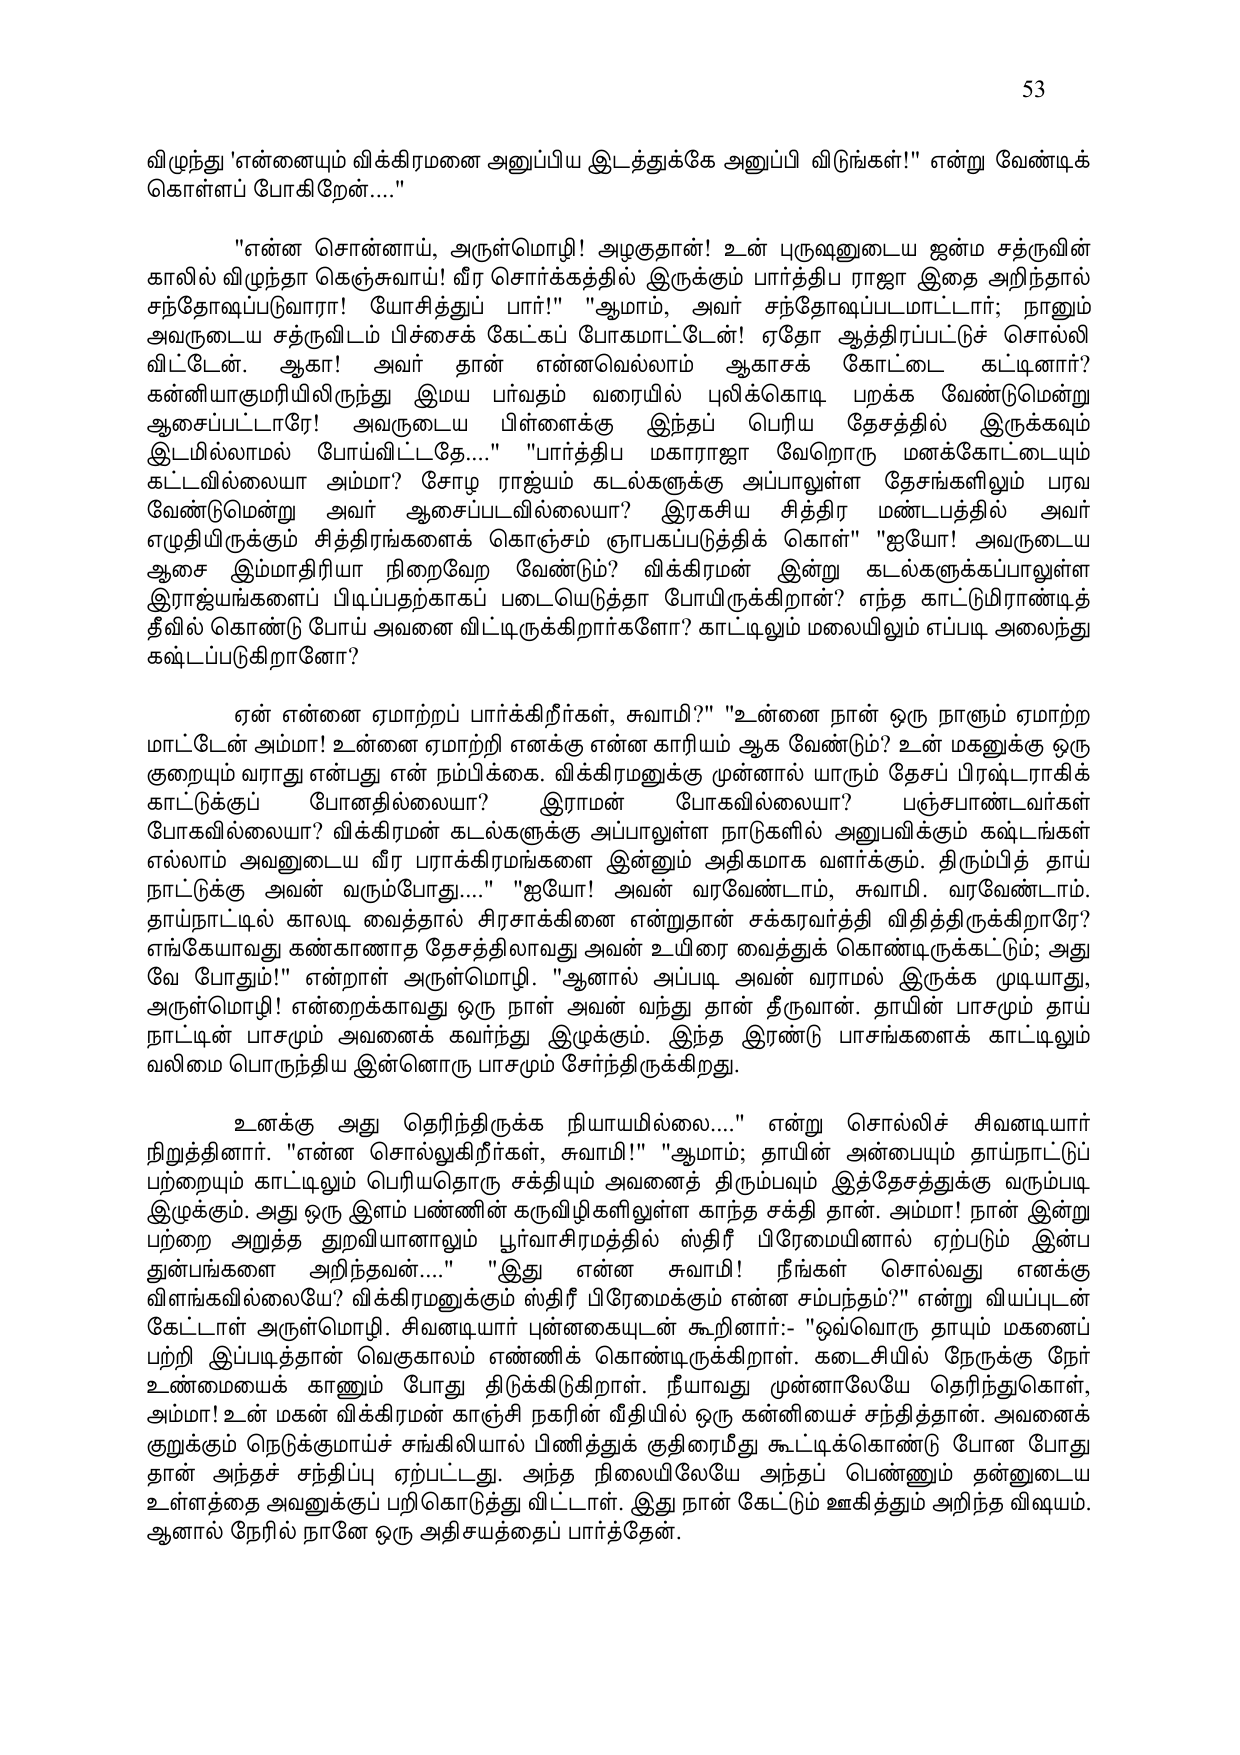 53
விழுந்து 'என்னையும் விக்கிரமனை அனுப்பிய இடத்துக்கே அனுப்பி விடுங்கள்!" என்று வேண்டிக்
கொள்ளப் போகிறேன்...."
"என்ன சொன்னாய், அருள்மொழி! அழகுதான்! உன் புருஷனுடைய ஜன்ம சத்ருவின்
காலில் விழுந்தா கெஞ்சுவாய்! வீர சொர்க்கத்தில் இருக்கும் பார்த்திப ராஜா இதை அறிந்தால்
சந்தோஷப்படுவாரா! யோசித்துப் பார்!" "ஆமாம், அவர் சந்தோஷப்படமாட்டார்; நானும்
அவருடைய சத்ருவிடம் பிச்சைக் கேட்கப் போகமாட்டேன்! ஏதோ ஆத்திரப்பட்டுச் சொல்லி
விட்டேன். ஆகா! அவர் தான் என்னவெல்லாம் ஆகாசக் கோட்டை கட்டினார்?
கன்னியாகுமரியிலிருந்து இமய பர்வதம் வரையில் புலிக்கொடி பறக்க வேண்டுமென்று
ஆசைப்பட்டாரே! அவருடைய பிள்ளைக்கு இந்தப் பெரிய தேசத்தில் இருக்கவும்
இடமில்லாமல் போய்விட்டதே...." "பார்த்திப மகாராஜா வேறொரு மனக்கோட்டையும்
கட்டவில்லையா அம்மா? சோழ ராஜ்யம் கடல்களுக்கு அப்பாலுள்ள தேசங்களிலும் பரவ
வேண்டுமென்று அவர் ஆசைப்படவில்லையா? இரகசிய சித்திர மண்டபத்தில் அவர்
எழுதியிருக்கும் சித்திரங்களைக் கொஞ்சம் ஞாபகப்படுத்திக் கொள்" "ஐயோ! அவருடைய
ஆசை இம்மாதிரியா நிறைவேற வேண்டும்? விக்கிரமன் இன்று கடல்களுக்கப்பாலுள்ள
இராஜ்யங்களைப் பிடிப்பதற்காகப் படையெடுத்தா போயிருக்கிறான்? எந்த காட்டுமிராண்டித்
தீவில் கொண்டு போய் அவனை விட்டிருக்கிறார்களோ? காட்டிலும் மலையிலும் எப்படி அலைந்து
கஷ்டப்படுகிறானோ?
ஏன் என்னை ஏமாற்றப் பார்க்கிறீர்கள், சுவாமி?" "உன்னை நான் ஒரு நாளும் ஏமாற்ற
மாட்டேன் அம்மா! உன்னை ஏமாற்றி எனக்கு என்ன காரியம் ஆக வேண்டும்? உன் மகனுக்கு ஒரு
குறையும் வராது என்பது என் நம்பிக்கை. விக்கிரமனுக்கு முன்னால் யாரும் தேசப் பிரஷ்டராகிக்
காட்டுக்குப் போனதில்லையா? இராமன் போகவில்லையா? பஞ்சபாண்டவர்கள்
போகவில்லையா? விக்கிரமன் கடல்களுக்கு அப்பாலுள்ள நாடுகளில் அனுபவிக்கும் கஷ்டங்கள்
எல்லாம் அவனுடைய வீர பராக்கிரமங்களை இன்னும் அதிகமாக வளர்க்கும். திரும்பித் தாய்
நாட்டுக்கு அவன் வரும்போது...." "ஐயோ! அவன் வரவேண்டாம், சுவாமி. வரவேண்டாம்.
தாய்நாட்டில் காலடி வைத்தால் சிரசாக்கினை என்றுதான் சக்கரவர்த்தி விதித்திருக்கிறாரே?
எங்கேயாவது கண்காணாத தேசத்திலாவது அவன் உயிரை வைத்துக் கொண்டிருக்கட்டும்; அது
வே போதும்!" என்றாள் அருள்மொழி. "ஆனால் அப்படி அவன் வராமல் இருக்க முடியாது,
அருள்மொழி! என்றைக்காவது ஒரு நாள் அவன் வந்து தான் தீருவான். தாயின் பாசமும் தாய்
நாட்டின் பாசமும் அவனைக் கவர்ந்து இழுக்கும். இந்த இரண்டு பாசங்களைக் காட்டிலும்
வலிமை பொருந்திய இன்னொரு பாசமும் சேர்ந்திருக்கிறது.
உனக்கு அது தெரிந்திருக்க நியாயமில்லை...." என்று சொல்லிச் சிவனடியார்
நிறுத்தினார். "என்ன சொல்லுகிறீர்கள், சுவாமி!" "ஆமாம்; தாயின் அன்பையும் தாய்நாட்டுப்
பற்றையும் காட்டிலும் பெரியதொரு சக்தியும் அவனைத் திரும்பவும் இத்தேசத்துக்கு வரும்படி
இழுக்கும். அது ஒரு இளம் பண்ணின் கருவிழிகளிலுள்ள காந்த சக்தி தான். அம்மா! நான் இன்று
பற்றை அறுத்த துறவியானாலும் பூர்வாசிரமத்தில் ஸ்திரீ பிரேமையினால் ஏற்படும் இன்ப
துன்பங்களை அறிந்தவன்...." "இது என்ன சுவாமி! நீங்கள் சொல்வது எனக்கு
விளங்கவில்லையே? விக்கிரமனுக்கும் ஸ்திரீ பிரேமைக்கும் என்ன சம்பந்தம்?" என்று வியப்புடன்
கேட்டாள் அருள்மொழி. சிவனடியார் புன்னகையுடன் கூறினார்:- "ஒவ்வொரு தாயும் மகனைப்
பற்றி இப்படித்தான் வெகுகாலம் எண்ணிக் கொண்டிருக்கிறாள். கடைசியில் நேருக்கு நேர்
உண்மையைக் காணும் போது திடுக்கிடுகிறாள். நீயாவது முன்னாலேயே தெரிந்துகொள்,
அம்மா! உன் மகன் விக்கிரமன் காஞ்சி நகரின் வீதியில் ஒரு கன்னியைச் சந்தித்தான். அவனைக்
குறுக்கும் நெடுக்குமாய்ச் சங்கிலியால் பிணித்துக் குதிரைமீது கூட்டிக்கொண்டு போன போது
தான் அந்தச் சந்திப்பு ஏற்பட்டது. அந்த நிலையிலேயே அந்தப் பெண்ணும் தன்னுடைய
உள்ளத்தை அவனுக்குப் பறிகொடுத்து விட்டாள். இது நான் கேட்டும் ஊகித்தும் அறிந்த விஷயம்.
ஆனால் நேரில் நானே ஒரு அதிசயத்தைப் பார்த்தேன்.